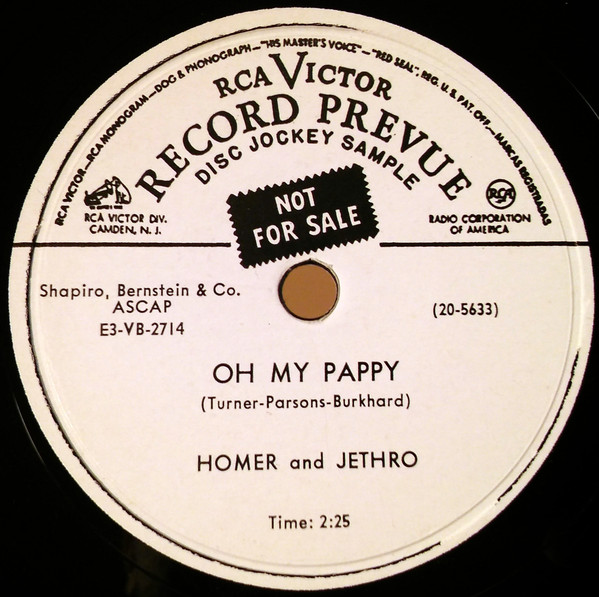 RCA VICTOR—RCA MONOGRAM—DOG & PHONOGRAPH—"HIS MASTER'S VOICE"—"RED SEAL", REG. U.S. PAT. OFF.—MARCAS REGISTRADAS
RCA VICTOR
RECORD PREVUE
DISC JOCKEY SAMPLE
RCA VICTOR DIV.
CAMDEN, N. J.
NOT
FOR SALE
RCA
RADIO CORPORATION
OF AMERICA
Shapiro, Bernstein & Co.
ASCAP
E3-VB-2714
(20-5633)
OH MY PAPPY
(Turner-Parsons-Burkhard)
HOMER and JETHRO
Time: 2:25